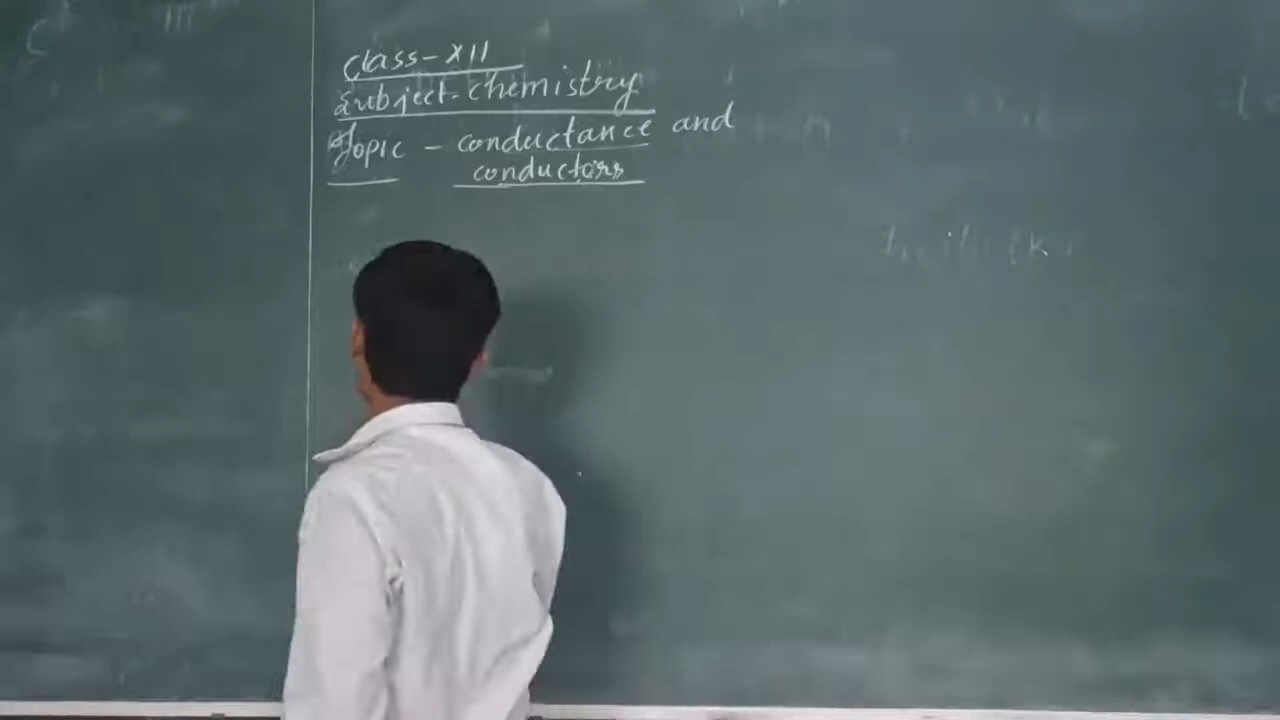 Class - XII
Subject - Chemistry
Topic - conductance and
conductors